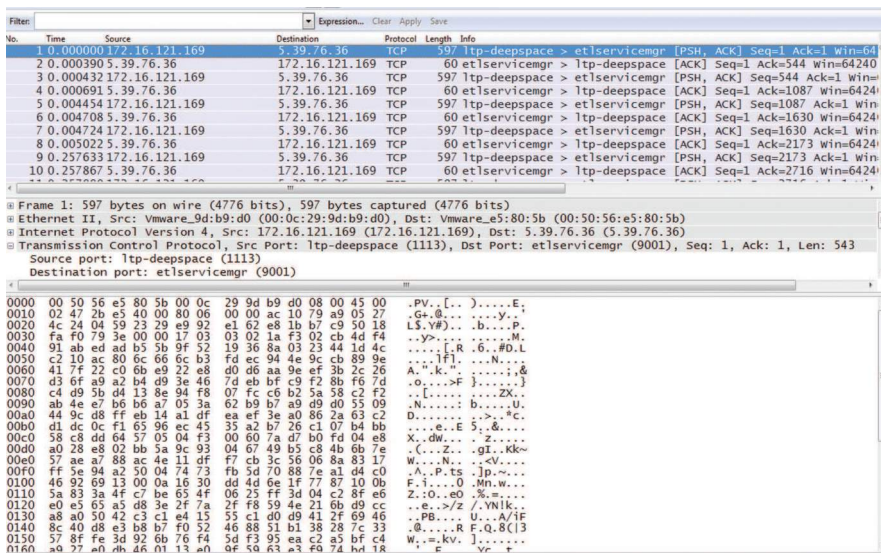 Filter: Expression... Clear Apply Save
No. Time Source Destination Protocol Length Info
1 0.000000 172.16.121.169 5.39.76.36 TCP 597 ltp-deepspace > etlservicemgr [PSH, ACK] Seq=1 Ack=1 Win=64
2 0.000390 5.39.76.36 172.16.121.169 TCP 60 etlservicemgr > ltp-deepspace [ACK] Seq=1 Ack=544 Win=64240
3 0.000432 172.16.121.169 5.39.76.36 TCP 597 ltp-deepspace > etlservicemgr [PSH, ACK] Seq=544 Ack=1 Win=
4 0.000691 5.39.76.36 172.16.121.169 TCP 60 etlservicemgr > ltp-deepspace [ACK] Seq=1 Ack=1087 Win=6424
5 0.004454 172.16.121.169 5.39.76.36 TCP 597 ltp-deepspace > etlservicemgr [PSH, ACK] Seq=1087 Ack=1 Win
6 0.004708 5.39.76.36 172.16.121.169 TCP 60 etlservicemgr > ltp-deepspace [ACK] Seq=1 Ack=1630 Win=6424
7 0.004724 172.16.121.169 5.39.76.36 TCP 597 ltp-deepspace > etlservicemgr [PSH, ACK] Seq=1630 Ack=1 Win
8 0.005022 5.39.76.36 172.16.121.169 TCP 60 etlservicemgr > ltp-deepspace [ACK] Seq=1 Ack=2173 Win=6424
9 0.257633 172.16.121.169 5.39.76.36 TCP 597 ltp-deepspace > etlservicemgr [PSH, ACK] Seq=2173 Ack=1 Win
10 0.257867 5.39.76.36 172.16.121.169 TCP 60 etlservicemgr > ltp-deepspace [ACK] Seq=1 Ack=2716 Win=6424
Frame 1: 597 bytes on wire (4776 bits), 597 bytes captured (4776 bits)
Ethernet II, Src: Vmware_9d:b9:d0 (00:0c:29:9d:b9:d0), Dst: Vmware_e5:80:5b (00:50:56:e5:80:5b)
Internet Protocol Version 4, Src: 172.16.121.169 (172.16.121.169), Dst: 5.39.76.36 (5.39.76.36)
Transmission Control Protocol, Src Port: ltp-deepspace (1113), Dst Port: etlservicemgr (9001), Seq: 1, Ack: 1, Len: 543
Source port: ltp-deepspace (1113)
Destination port: etlservicemgr (9001)
0000 00 50 56 e5 80 5b 00 0c 29 9d b9 d0 08 00 45 00 .PV..[.. ).....E.
0010 02 47 2b e5 40 00 80 06 00 00 ac 10 79 a9 05 27 .G+.@... ....y..'
0020 4c 24 04 59 23 29 e9 92 e1 62 e8 1b b7 c9 50 18 L$.Y#).. .b....P.
0030 fa f0 79 3e 00 00 17 03 03 02 1a f3 02 cb 4d f4 ..y>.... ......M.
0040 91 ab ed ad b5 5b 9f 52 19 36 8a 03 23 44 1d 4c .....[.R .6..#D.L
0050 c2 10 ac 80 6c 66 6c b3 fd ec 94 4e 9c cb 89 9e ....lfl. ...N....
0060 41 7f 22 c0 6b e9 22 e8 d0 d6 aa 9e ef 3b 2c 26 A.".k.". .....;,&
0070 d3 6f a9 a2 b4 d9 3e 46 7d eb bf c9 f2 8b f6 7d .o....>F }......}
0080 c4 d9 5b d4 13 8e 94 f8 07 fc c6 b2 5a 58 c2 f2 ..[..... ....ZX..
0090 ab 4e e7 b6 b6 a7 05 3a 62 b9 b7 a9 d9 d0 55 09 .N.....: b.....U.
00a0 44 9c d8 ff eb 14 a1 df ea ef 3e a0 86 2a 63 c2 D....... ..>..*c.
00b0 d1 dc 0c f1 65 96 ec 45 35 a2 b7 26 c1 07 b4 bb ....e..E 5..&....
00c0 58 c8 dd 64 57 05 04 f3 00 60 7a d7 b0 fd 04 e8 X..dW... .`z.....
00d0 a0 28 e8 02 bb 5a 9c 93 04 67 49 b5 c8 4b 6b 7e .(...Z.. .gI..Kk~
00e0 57 ae a7 88 ac 4e 11 df f7 cb 3c 56 06 8a 83 17 W....N.. ..<V....
00f0 ff 5e 94 a2 50 04 74 73 fb 5d 70 88 7e a1 d4 c0 .^..P.ts .]p.~...
0100 46 92 69 13 00 0a 16 30 dd 4d 6e 1f 77 87 10 0b F.i....0 .Mn.w...
0110 5a 83 3a 4f c7 be 65 4f 06 25 ff 3d 04 c2 8f e6 Z.:O..eO .%.=....
0120 e0 e5 65 a5 d8 3e 2f 7a 2f f8 59 4e 21 6b d9 cc ..e..>/z /.YN!k..
0130 a8 a0 50 42 c3 c1 e4 15 55 c1 d0 d9 41 2f 69 46 ..PB.... U...A/iF
0140 8c 40 d8 e3 b8 b7 f0 52 46 88 51 b1 38 28 7c 33 .@.....R F.Q.8(|3
0150 57 8f fe 3d 92 6b 76 f4 5d f3 95 ea c2 a5 bf c4 W..=.kv. ].......
0160 a9 27 e0 db 46 01 13 e0 9f 59 63 e3 f9 74 bd 18